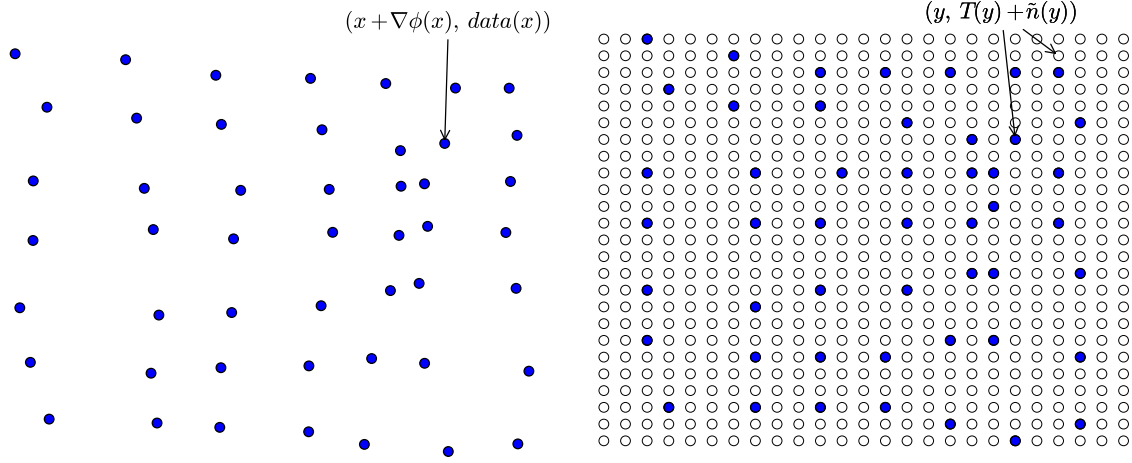 (x + ∇ϕ(x), data(x))
(y, T(y) + ñ(y))